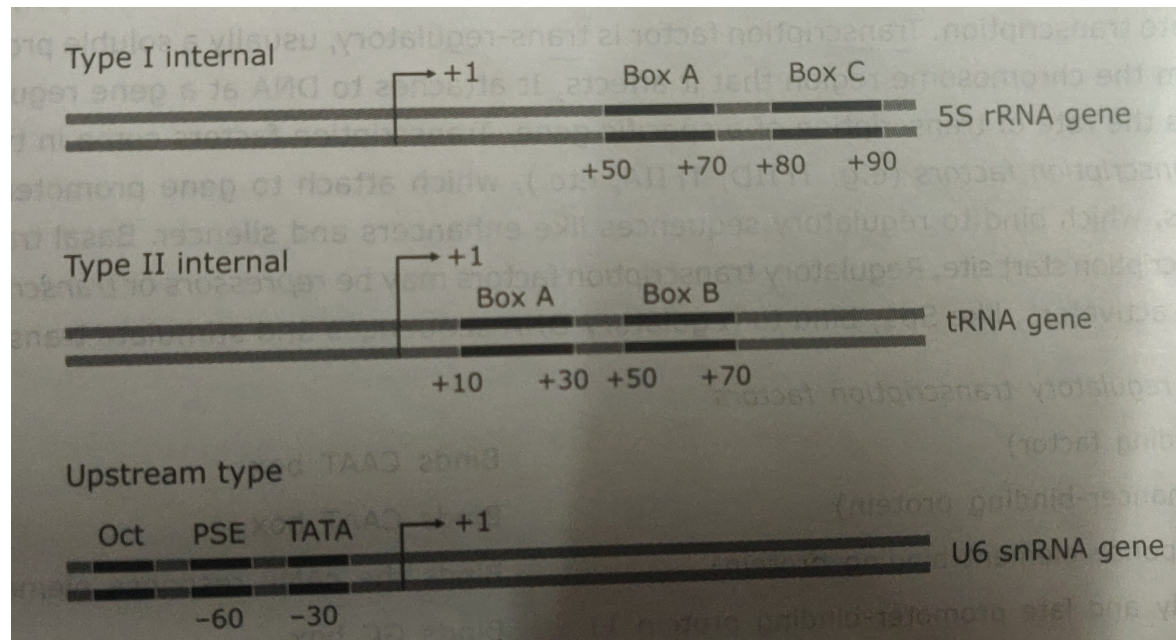 Type I internal
+1
Box A Box C
5S rRNA gene
+50 +70 +80 +90
Type II internal
+1
Box A Box B
tRNA gene
+10 +30 +50 +70
Upstream type
Oct PSE TATA +1
U6 snRNA gene
−60 −30